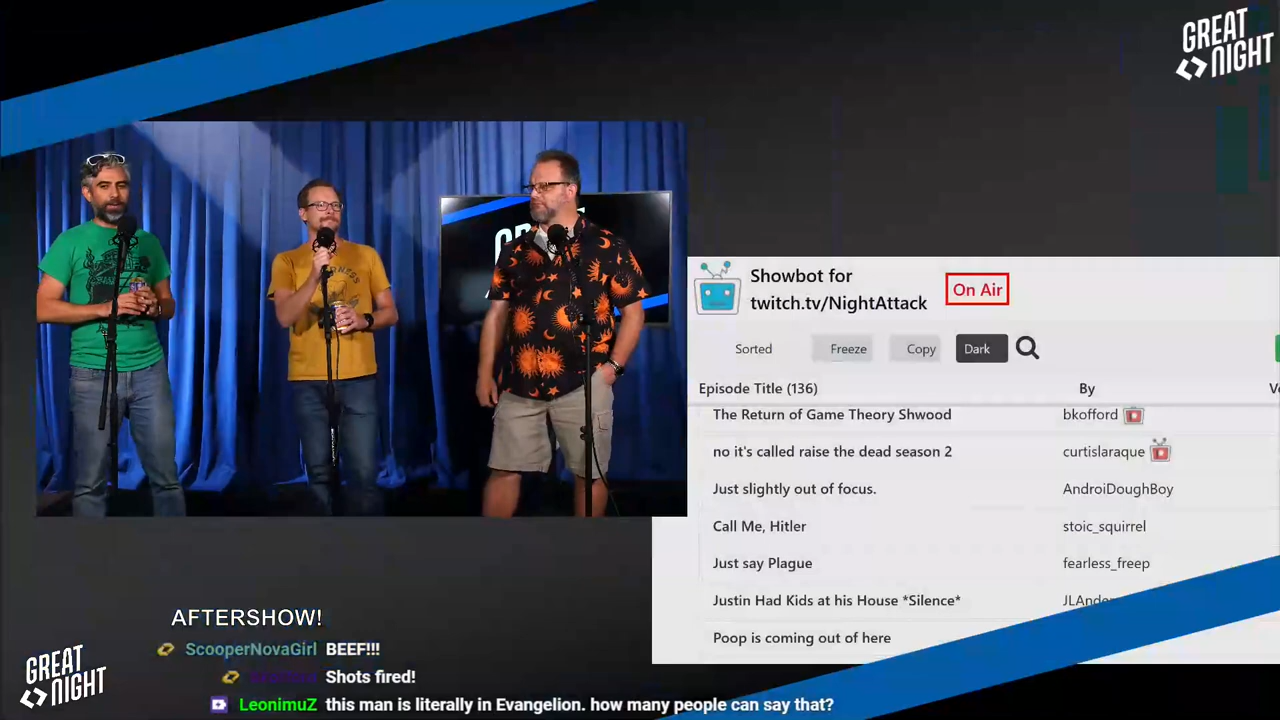 GREAT
NIGHT
Showbot for
twitch.tv/NightAttack
On Air
Sorted
Freeze
Copy
Dark
Episode Title (136)
By
The Return of Game Theory Shwood
bkofford
no it's called raise the dead season 2
curtislaraque
Just slightly out of focus.
AndroiDoughBoy
Call Me, Hitler
stoic_squirrel
Just say Plague
fearless_freep
Justin Had Kids at his House *Silence*
Poop is coming out of here
AFTERSHOW!
ScooperNovaGirl BEEF!!!
Shots fired!
LeonimuZ this man is literally in Evangelion. how many people can say that?
GREAT
NIGHT